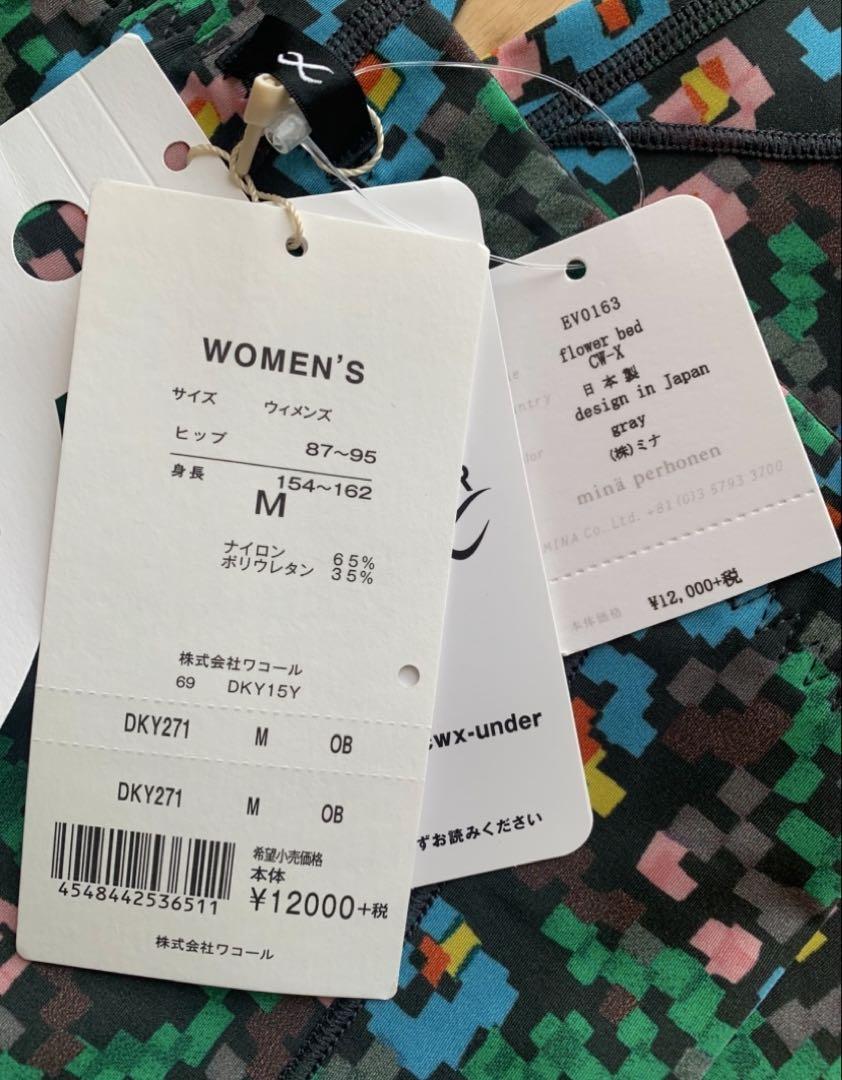 WOMEN'S
サイズ ウィメンズ
ヒップ 87～95
身長 154～162
M
ナイロン 65%
ポリウレタン 35%
株式会社ワコール
69 DKY15Y
DKY271 M OB
DKY271 M OB
4548442536511
希望小売価格
本体
¥12000+税
株式会社ワコール
R
cwx-under
ずお読みください
EV0163
flower bed
CW-X
日本製
design in Japan
gray
(株)ミナ
minä perhonen
MINA Co., Ltd. +81 (0)3 5793 3700
本体価格 ¥12,000+税